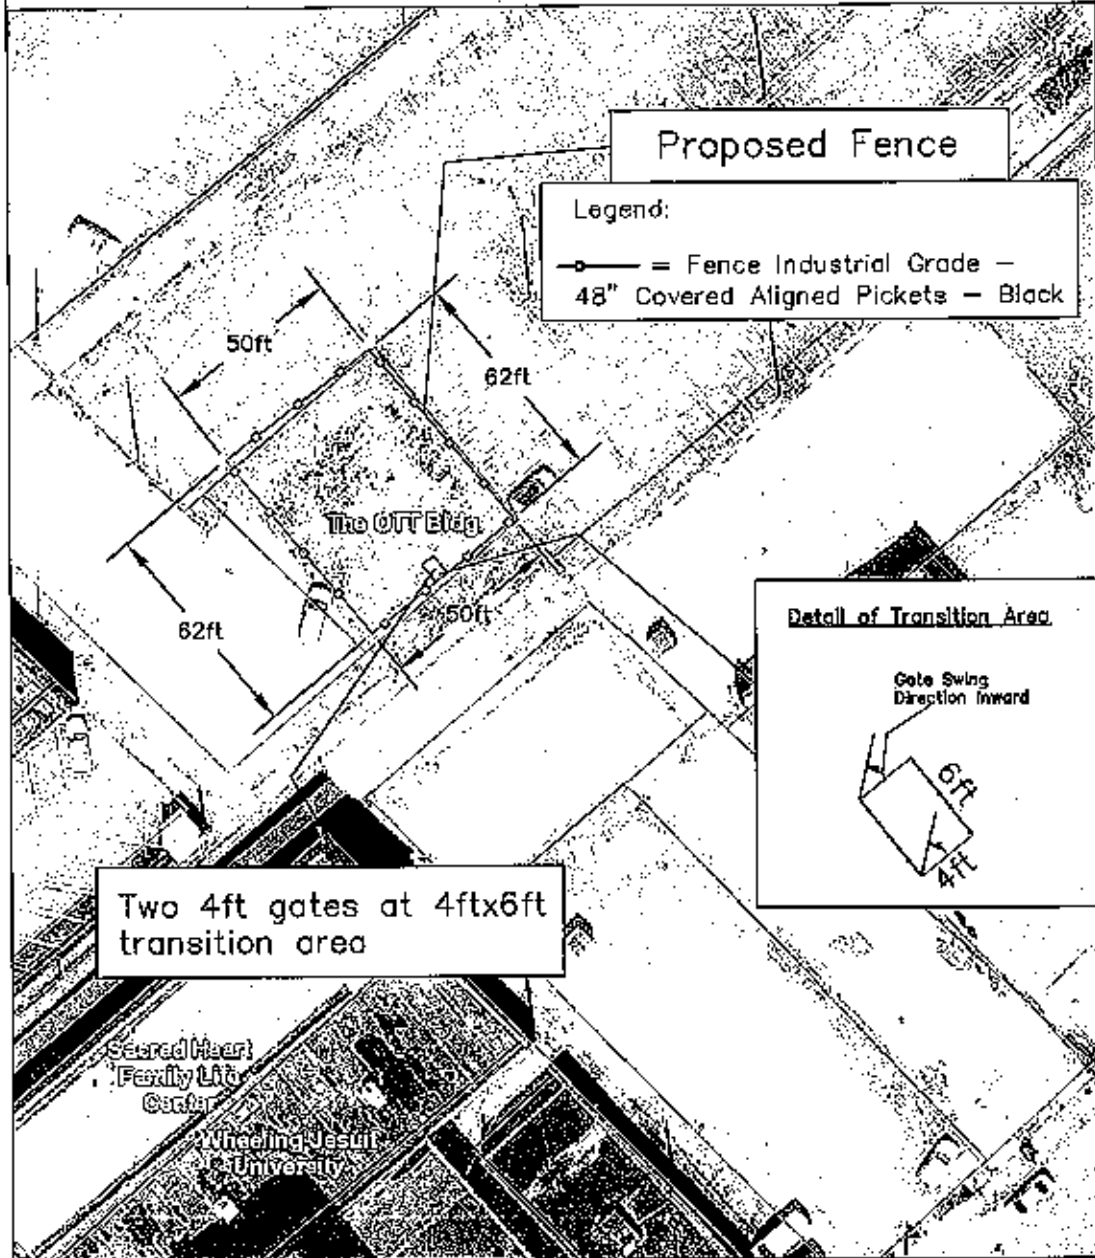 Proposed Fence
Legend:
= Fence Industrial Grade –
48" Covered Aligned Pickets – Black
50ft
62ft
The OTT Bldg
62ft
50ft
Detail of Transition Area
Gate Swing
Direction Inward
6ft
4ft
Two 4ft gates at 4ftx6ft
transition area
Sacred Heart
Family Life
Center
Wheeling Jesuit
University